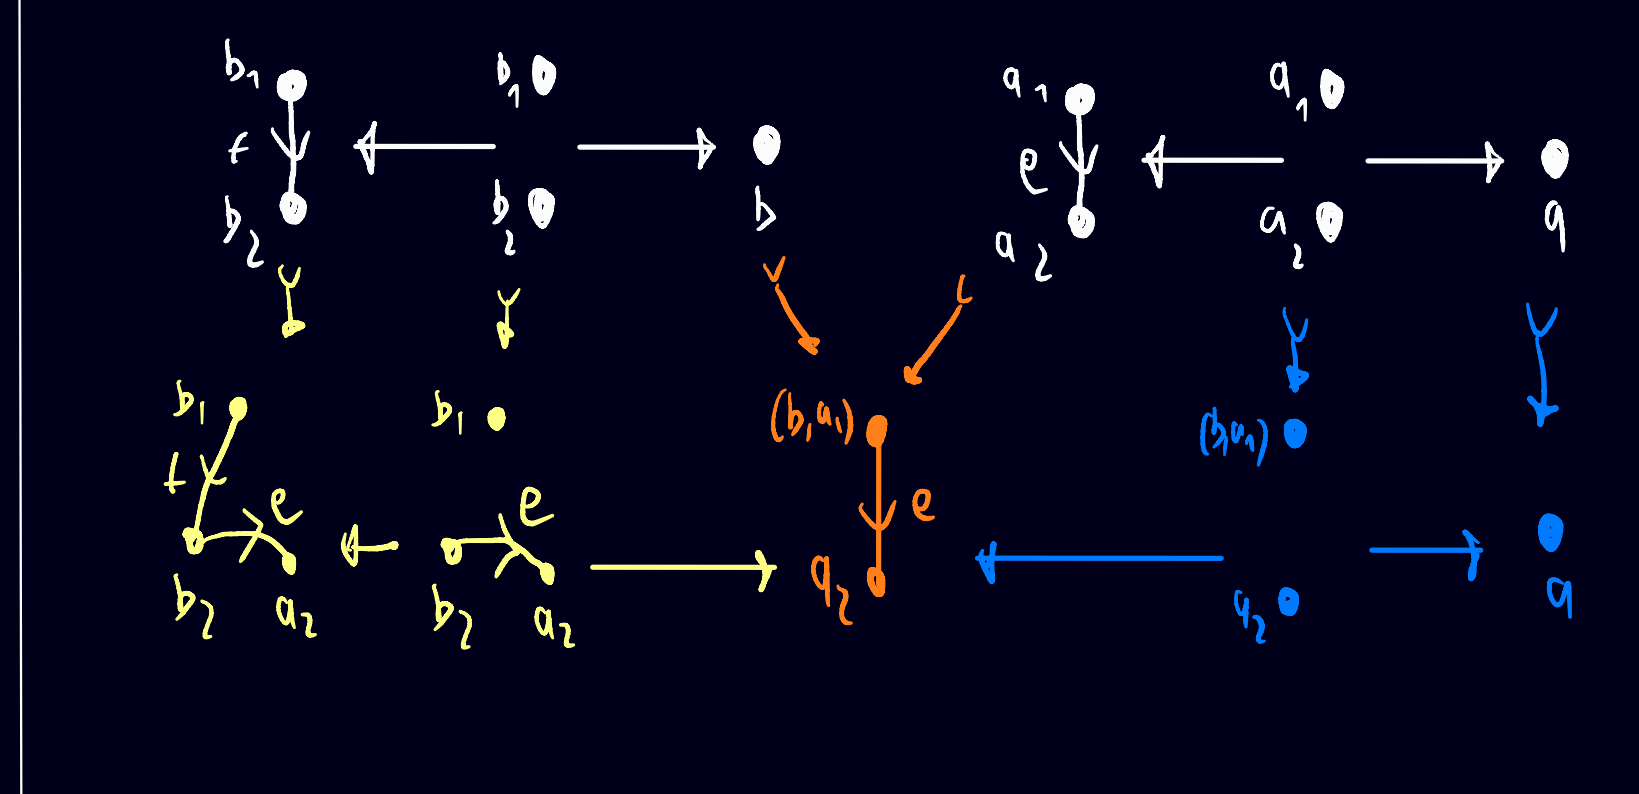 b₁ b₁ a₁ a₁
f e
b₂ b₂ b a₂ a₂ a
b₁ b₁ (b,a₁) (b,a₁)
f e e e
b₂ a₂ b₂ a₂ a₂ a₂ a